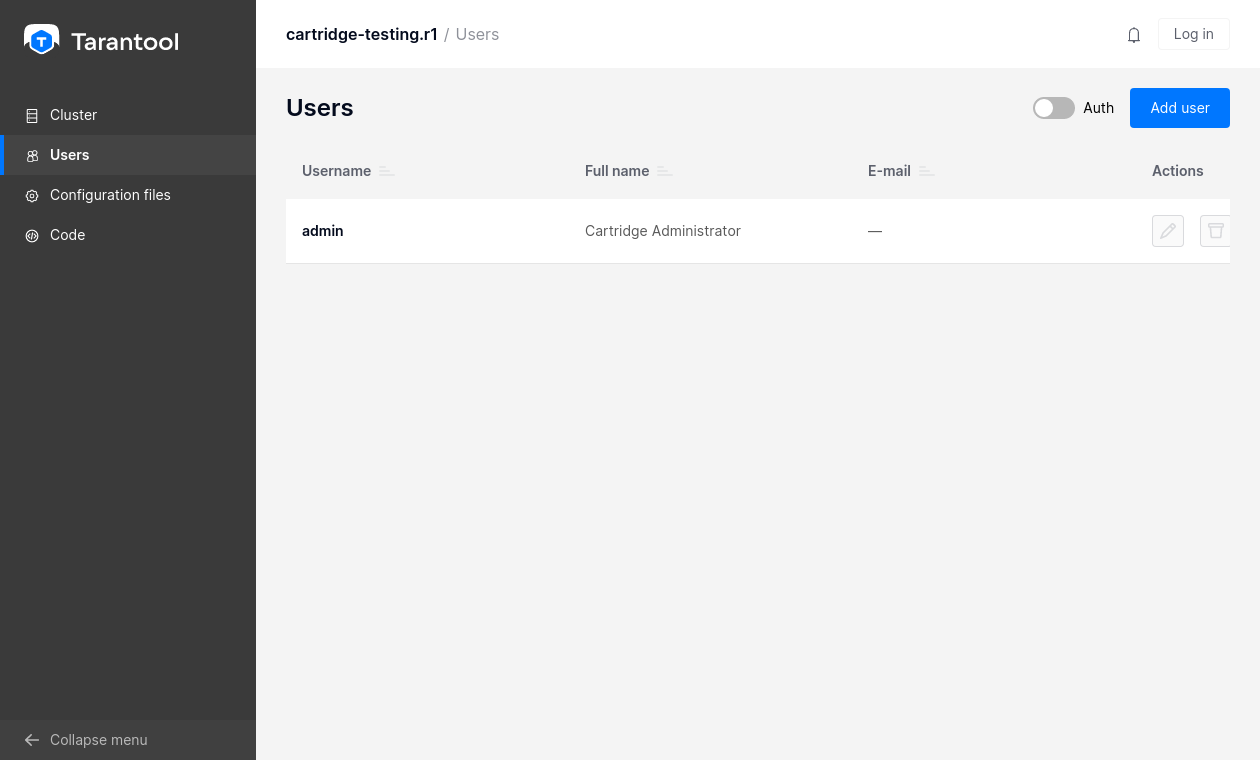 Tarantool
cartridge-testing.r1 / Users
Log in
Cluster
Users
Configuration files
Code
Users
Auth
Add user
Username Full name E-mail Actions
admin Cartridge Administrator —
Collapse menu